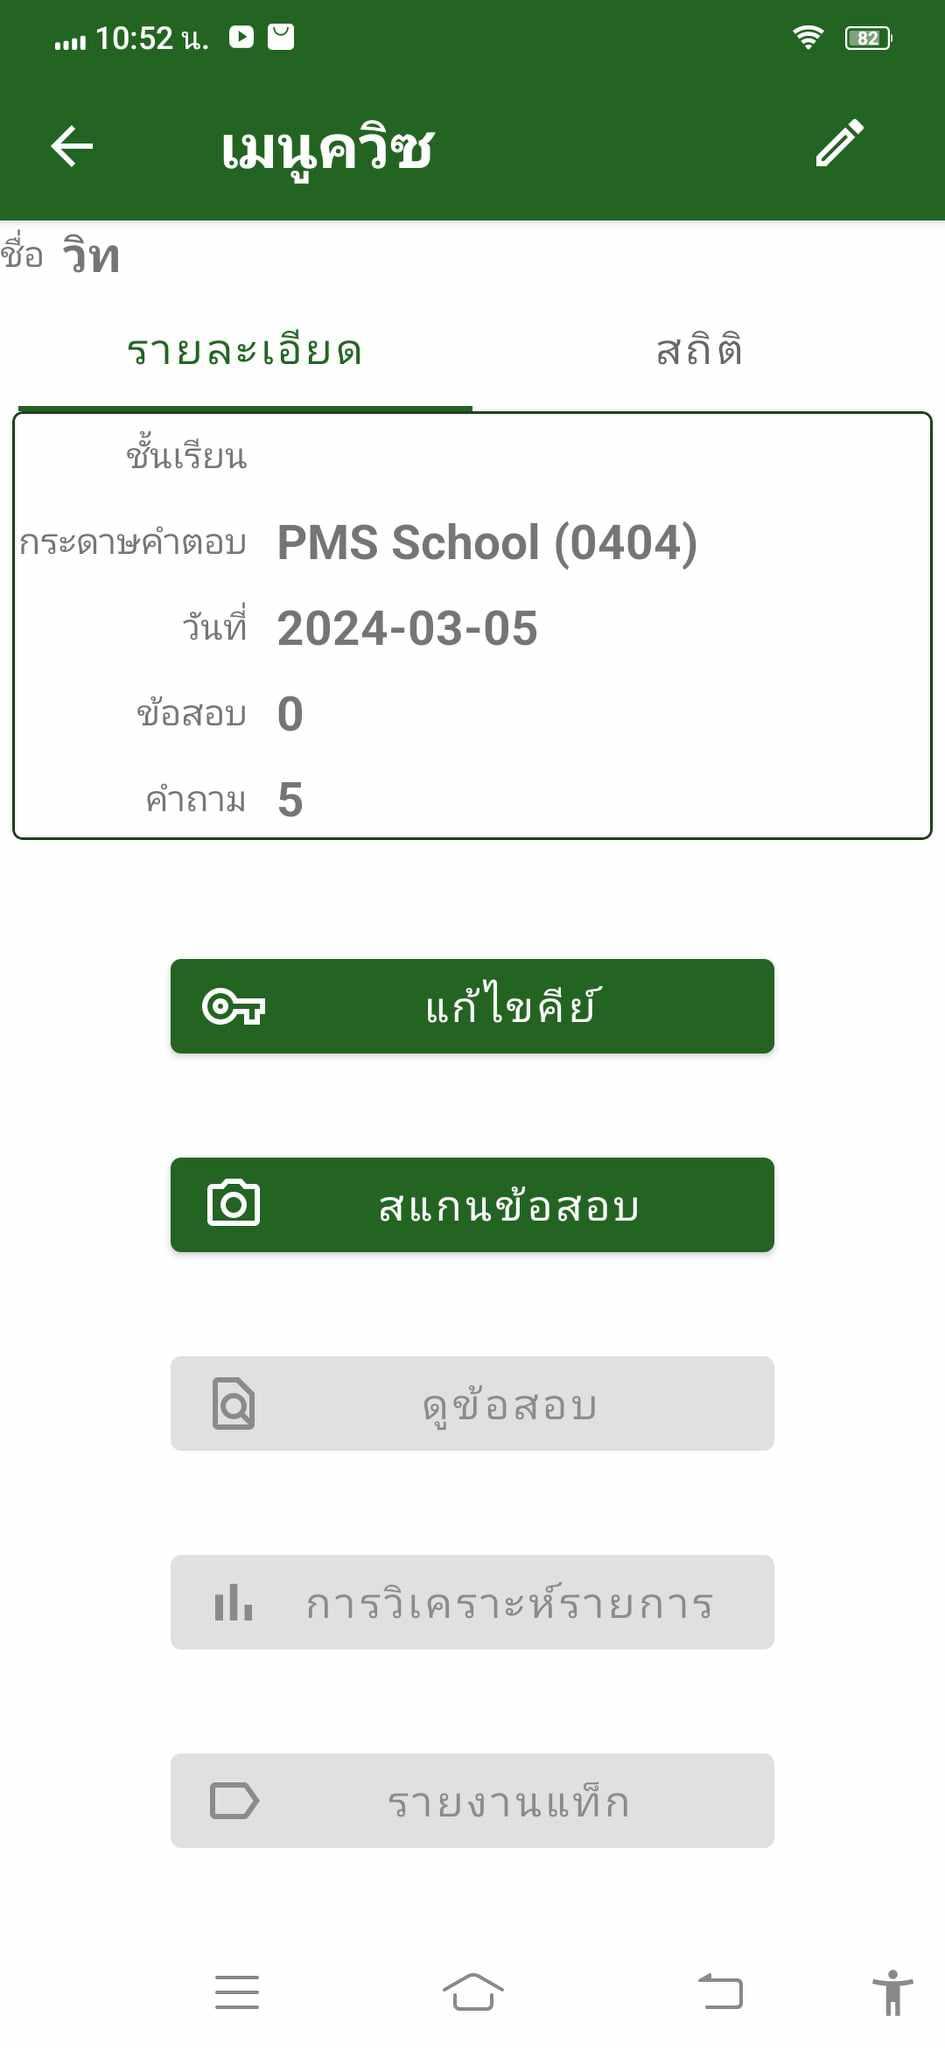 10:52 น.
82
เมนูควิซ
ชื่อ วิท
รายละเอียด สถิติ
ชั้นเรียน
กระดาษคำตอบ PMS School (0404)
วันที่ 2024-03-05
ข้อสอบ 0
คำถาม 5
แก้ไขคีย์
สแกนข้อสอบ
ดูข้อสอบ
การวิเคราะห์รายการ
รายงานแท็ก